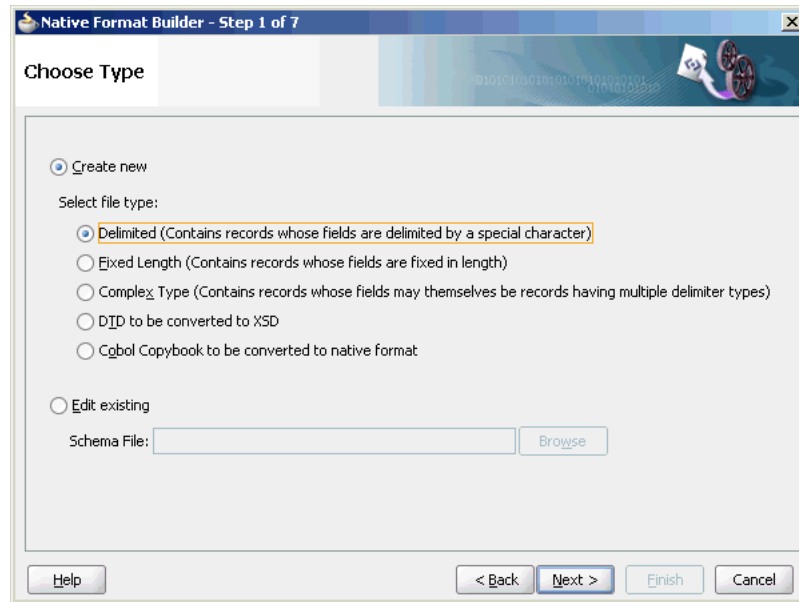 Native Format Builder - Step 1 of 7
Choose Type
Create new
Select file type:
Delimited (Contains records whose fields are delimited by a special character)
Fixed Length (Contains records whose fields are fixed in length)
Complex Type (Contains records whose fields may themselves be records having multiple delimiter types)
DTD to be converted to XSD
Cobol Copybook to be converted to native format
Edit existing
Schema File:
Browse
Help
< Back
Next >
Finish
Cancel